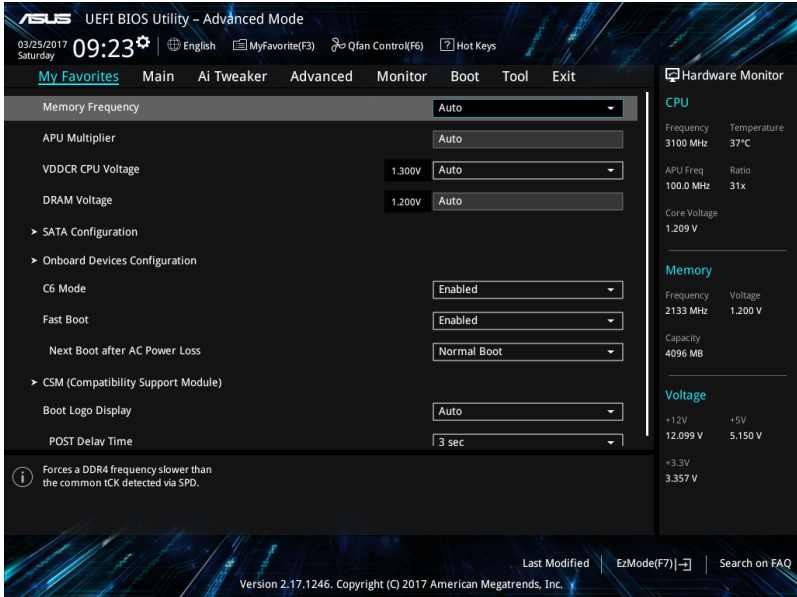 ASUS UEFI BIOS Utility – Advanced Mode
03/25/2017 Saturday 09:23 English MyFavorite(F3) Qfan Control(F6) ? Hot Keys
My Favorites Main Ai Tweaker Advanced Monitor Boot Tool Exit
Memory Frequency Auto
APU Multiplier Auto
VDDCR CPU Voltage 1.300V Auto
DRAM Voltage 1.200V Auto
> SATA Configuration
> Onboard Devices Configuration
C6 Mode Enabled
Fast Boot Enabled
Next Boot after AC Power Loss Normal Boot
> CSM (Compatibility Support Module)
Boot Logo Display Auto
POST Delay Time 3 sec
i Forces a DDR4 frequency slower than
the common tCK detected via SPD.
Hardware Monitor
CPU
Frequency Temperature
3100 MHz 37°C
APU Freq Ratio
100.0 MHz 31x
Core Voltage
1.209 V
Memory
Frequency Voltage
2133 MHz 1.200 V
Capacity
4096 MB
Voltage
+12V +5V
12.099 V 5.150 V
+3.3V
3.357 V
Last Modified EzMode(F7) Search on FAQ
Version 2.17.1246. Copyright (C) 2017 American Megatrends, Inc.